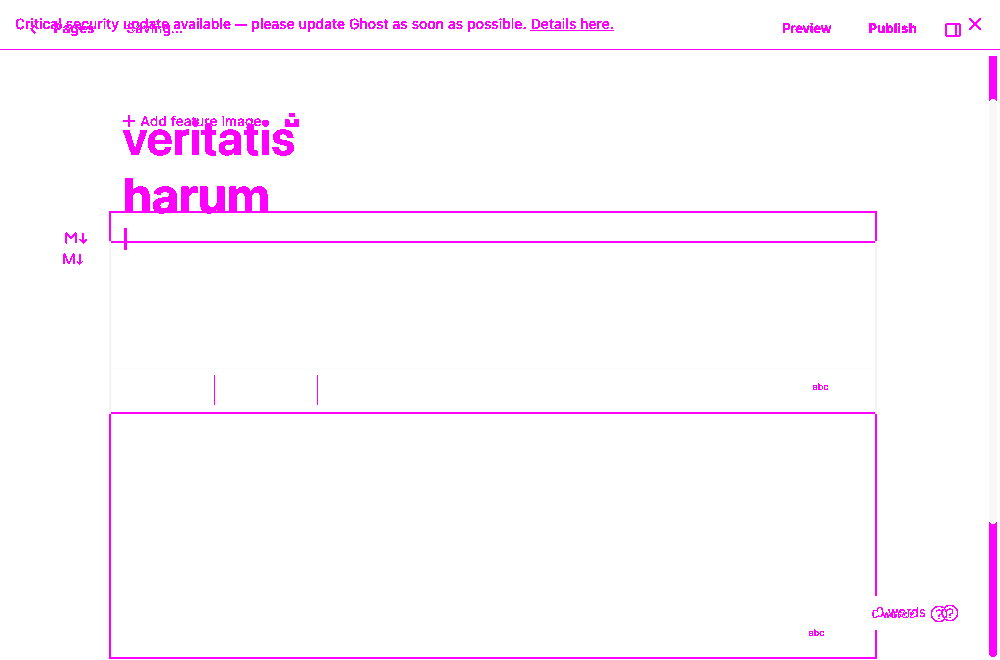 Critical security update available — please update Ghost as soon as possible. Details here.
Pages Saving...
Preview Publish
Add feature image
veritatis
harum
M↓
M↓
abc
0 words
abc